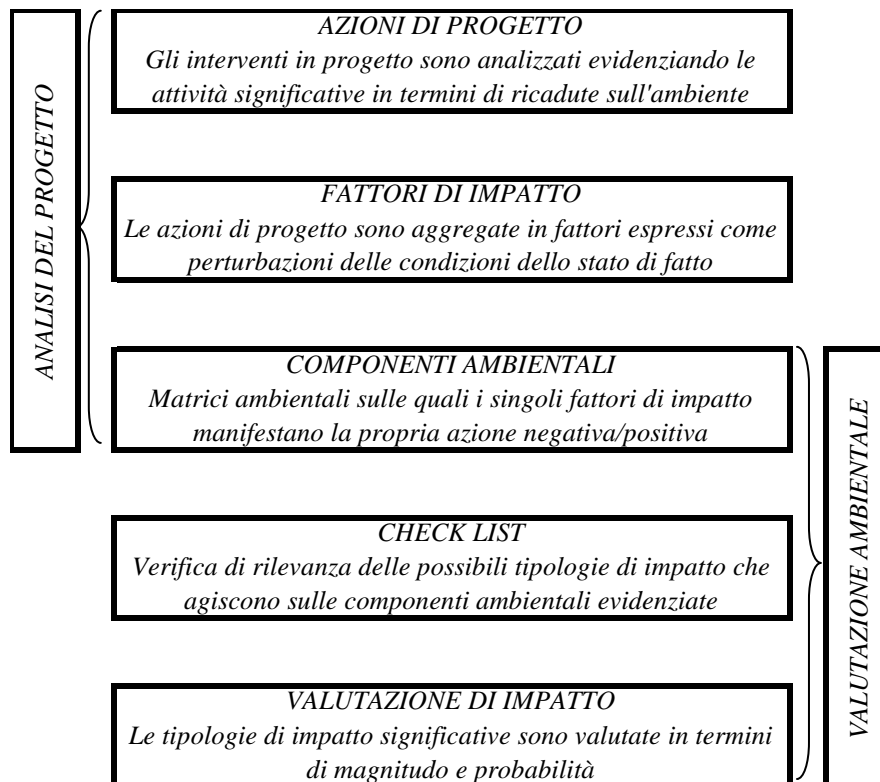 ANALISI DEL PROGETTO
AZIONI DI PROGETTO
Gli interventi in progetto sono analizzati evidenziando le
attività significative in termini di ricadute sull'ambiente
FATTORI DI IMPATTO
Le azioni di progetto sono aggregate in fattori espressi come
perturbazioni delle condizioni dello stato di fatto
COMPONENTI AMBIENTALI
Matrici ambientali sulle quali i singoli fattori di impatto
manifestano la propria azione negativa/positiva
CHECK LIST
Verifica di rilevanza delle possibili tipologie di impatto che
agiscono sulle componenti ambientali evidenziate
VALUTAZIONE DI IMPATTO
Le tipologie di impatto significative sono valutate in termini
di magnitudo e probabilità
VALUTAZIONE AMBIENTALE